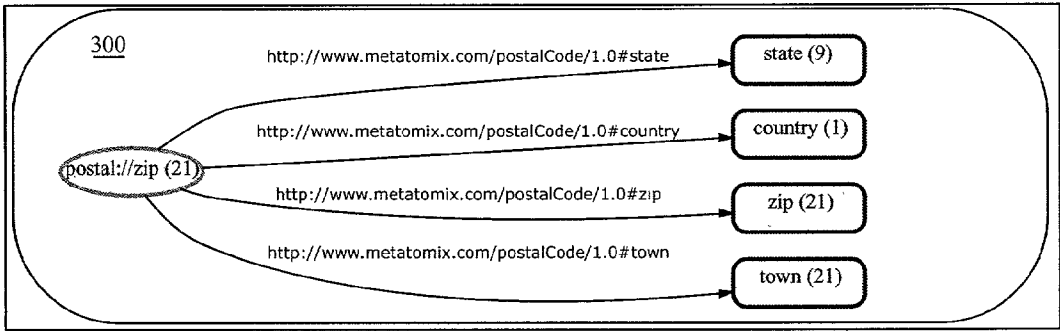 300
http://www.metatomix.com/postalCode/1.0#state
state (9)
http://www.metatomix.com/postalCode/1.0#country
country (1)
postal://zip (21)
http://www.metatomix.com/postalCode/1.0#zip
zip (21)
http://www.metatomix.com/postalCode/1.0#town
town (21)